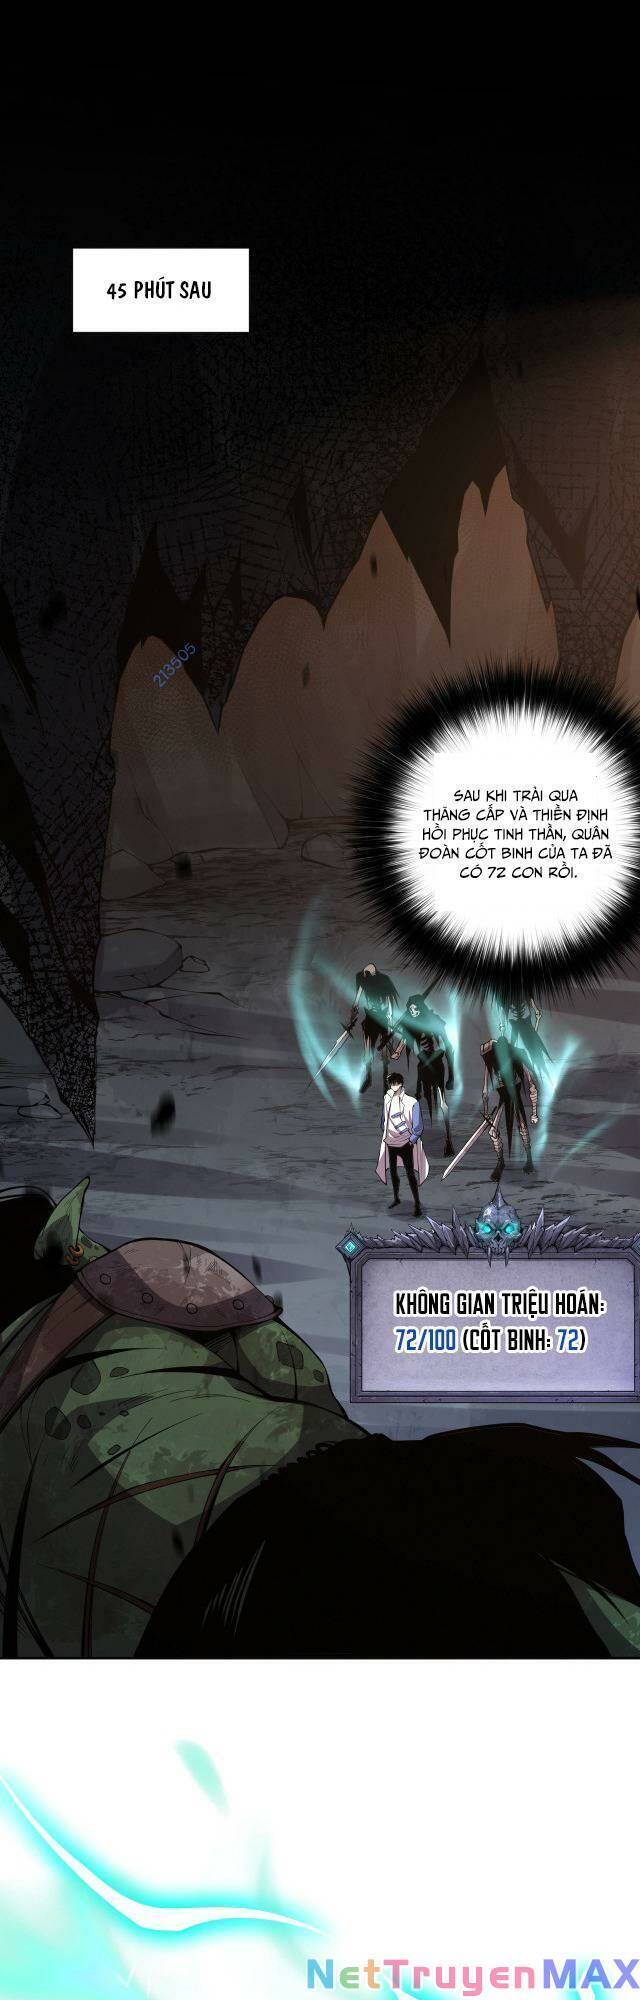 45 PHÚT SAU
213505
SAU KHI TRẢI QUA
THĂNG CẤP VÀ THIỀN ĐỊNH
HỒI PHỤC TINH THẦN, QUÂN
ĐOÀN CỐT BINH CỦA TA ĐÃ
CÓ 72 CON RỒI.
KHÔNG GIAN TRIỆU HOÁN:
72/100 (CỐT BINH: 72)
NetTruyenMAX